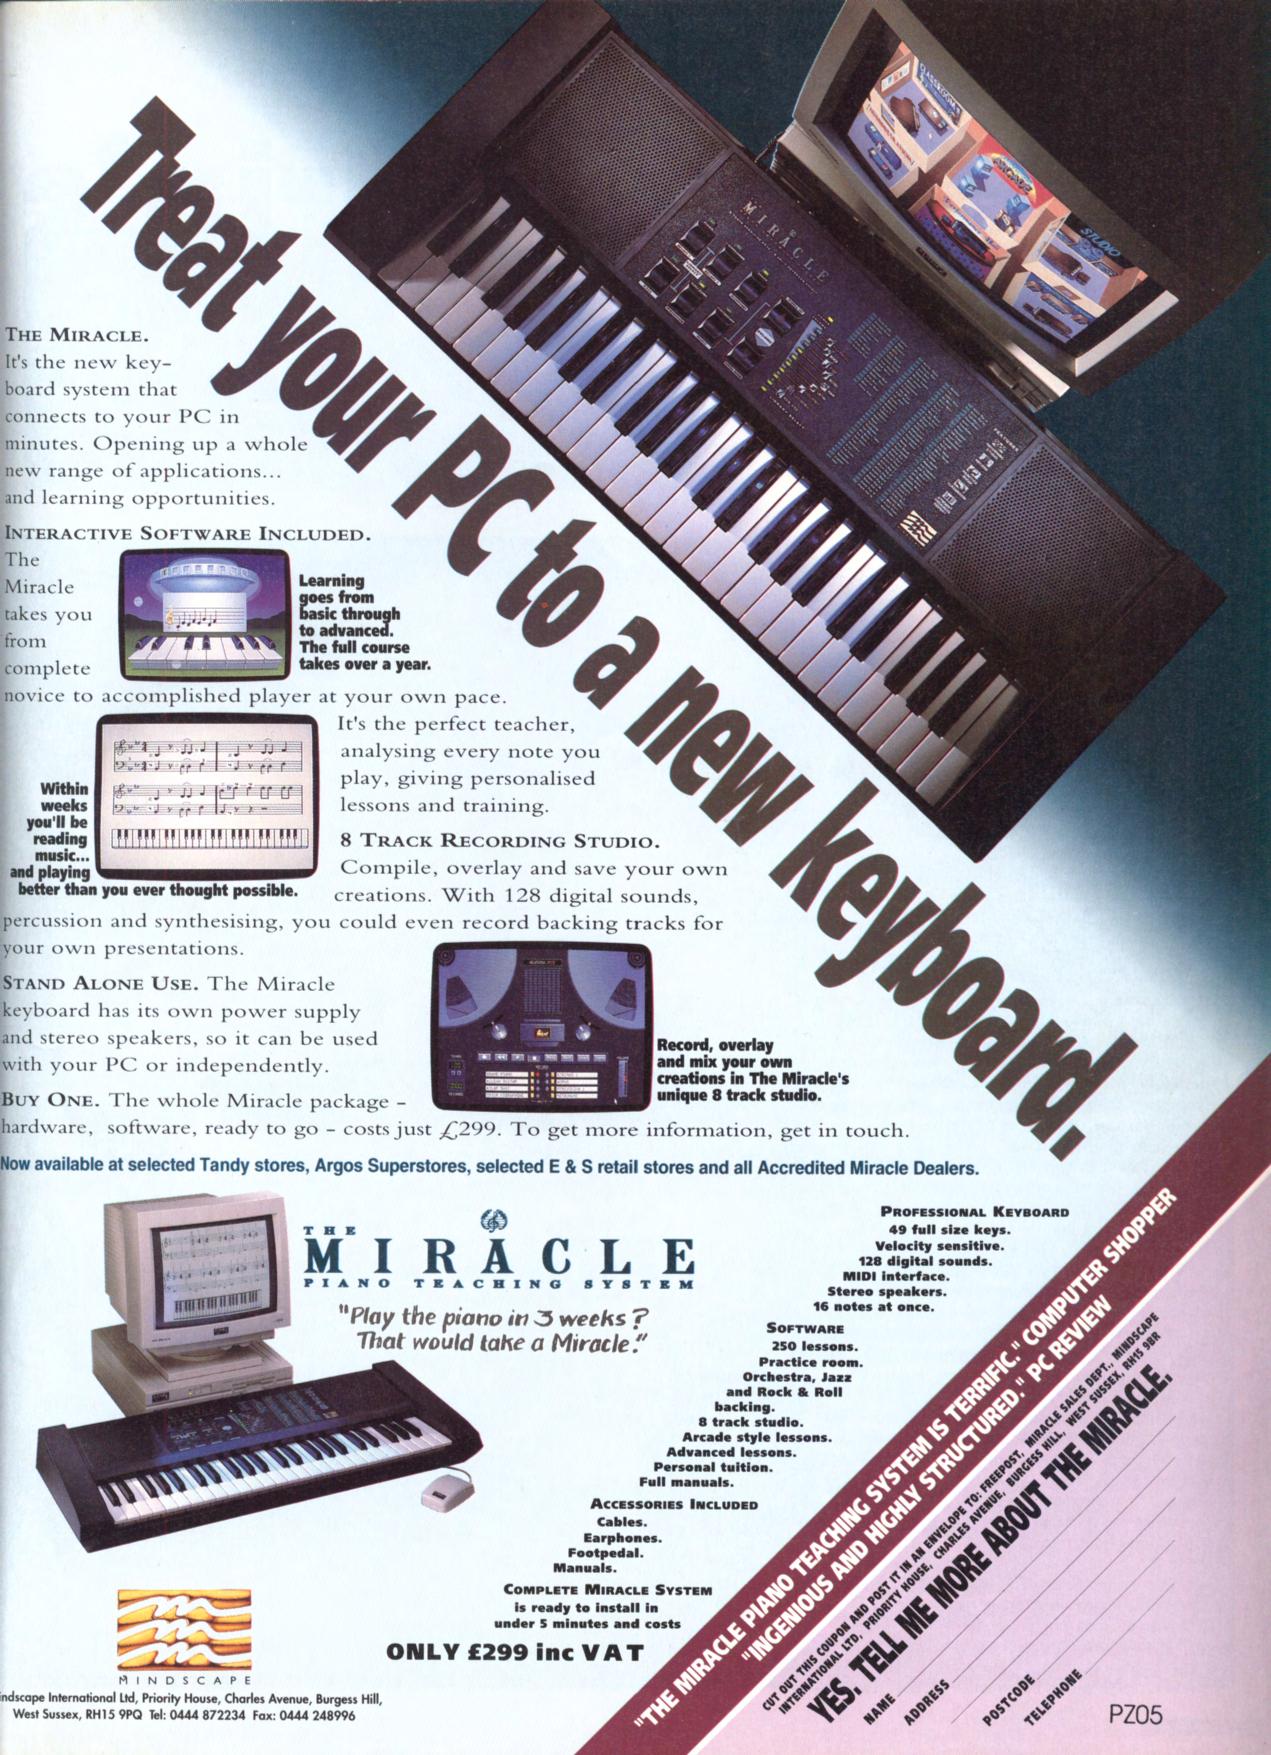 Treat your PC to a new keyboard.
MIRACLE
CLASSROOM
ARCADE
STUDIO
FEATURES
THE MIRACLE.
It's the new key-
board system that
connects to your PC in
minutes. Opening up a whole
new range of applications...
and learning opportunities.
INTERACTIVE SOFTWARE INCLUDED.
The
Miracle
takes you
from
complete
novice to accomplished player at your own pace.
Learning
goes from
basic through
to advanced.
The full course
takes over a year.
It's the perfect teacher,
analysing every note you
play, giving personalised
lessons and training.
Within
weeks
you'll be
reading
music...
and playing
better than you ever thought possible.
8 TRACK RECORDING STUDIO.
Compile, overlay and save your own
creations. With 128 digital sounds,
percussion and synthesising, you could even record backing tracks for
your own presentations.
STAND ALONE USE. The Miracle
keyboard has its own power supply
and stereo speakers, so it can be used
with your PC or independently.
Record, overlay
and mix your own
creations in The Miracle's
unique 8 track studio.
BUY ONE. The whole Miracle package -
hardware, software, ready to go - costs just £299. To get more information, get in touch.
Now available at selected Tandy stores, Argos Superstores, selected E & S retail stores and all Accredited Miracle Dealers.
THE
MIRACLE
PIANO TEACHING SYSTEM
"Play the piano in 3 weeks?
That would take a Miracle."
PROFESSIONAL KEYBOARD
49 full size keys.
Velocity sensitive.
128 digital sounds.
MIDI interface.
Stereo speakers.
16 notes at once.
SOFTWARE
250 lessons.
Practice room.
Orchestra, Jazz
and Rock & Roll
backing.
8 track studio.
Arcade style lessons.
Advanced lessons.
Personal tuition.
Full manuals.
ACCESSORIES INCLUDED
Cables.
Earphones.
Footpedal.
Manuals.
COMPLETE MIRACLE SYSTEM
is ready to install in
under 5 minutes and costs
ONLY £299 inc VAT
MINDSCAPE
ndscape International Ltd, Priority House, Charles Avenue, Burgess Hill,
West Sussex, RH15 9PQ Tel: 0444 872234 Fax: 0444 248996
"THE MIRACLE PIANO TEACHING SYSTEM IS TERRIFIC." COMPUTER SHOPPER
"INGENIOUS AND HIGHLY STRUCTURED." PC REVIEW
CUT OUT THIS COUPON AND POST IT IN AN ENVELOPE TO: FREEPOST, MIRACLE SALES DEPT., MINDSCAPE
INTERNATIONAL LTD, PRIORITY HOUSE, CHARLES AVENUE, BURGESS HILL, WEST SUSSEX, RH15 9BR
YES. TELL ME MORE ABOUT THE MIRACLE.
NAME
ADDRESS
POSTCODE
TELEPHONE
PZ05